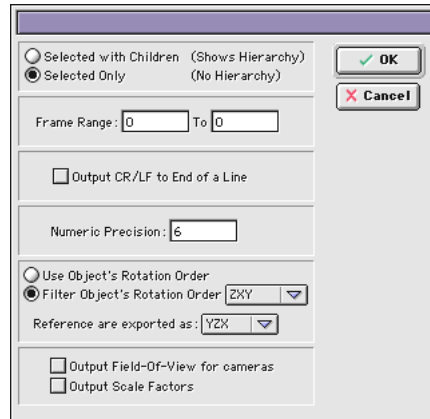 Selected with Children (Shows Hierarchy)
Selected Only (No Hierarchy)
OK
Cancel
Frame Range: 0 To 0
Output CR/LF to End of a Line
Numeric Precision: 6
Use Object's Rotation Order
Filter Object's Rotation Order ZXY
Reference are exported as: YZX
Output Field-Of-View for cameras
Output Scale Factors